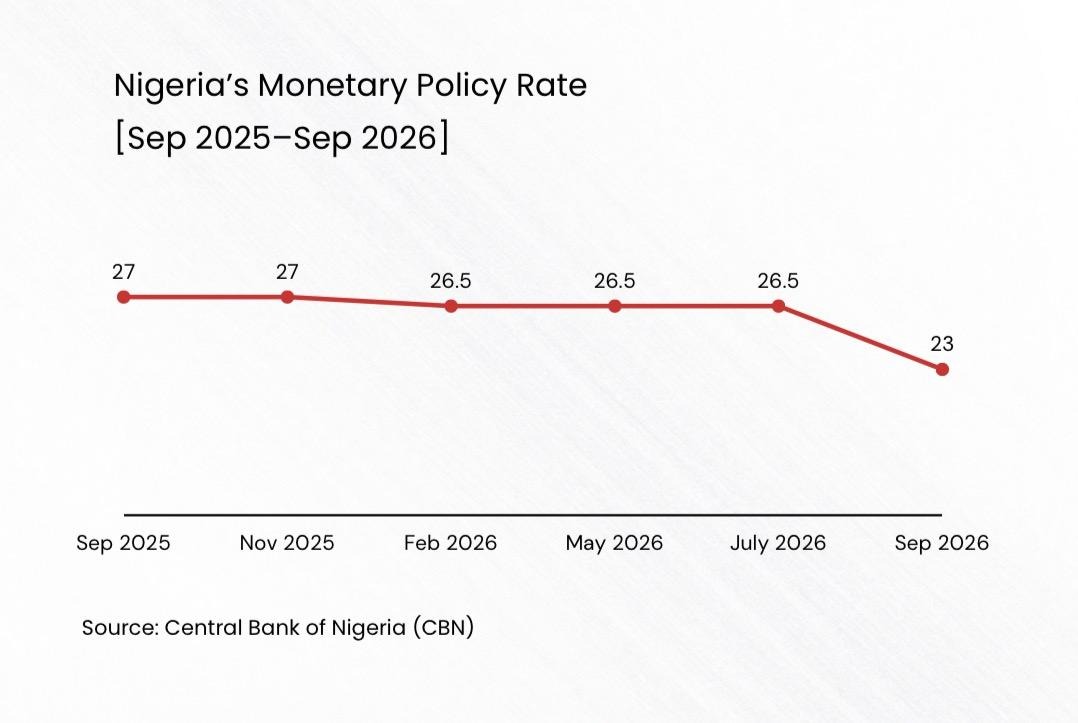 Nigeria’s Monetary Policy Rate
[Sep 2025–Sep 2026]
27 27 26.5 26.5 26.5 23
Sep 2025 Nov 2025 Feb 2026 May 2026 July 2026 Sep 2026
Source: Central Bank of Nigeria (CBN)